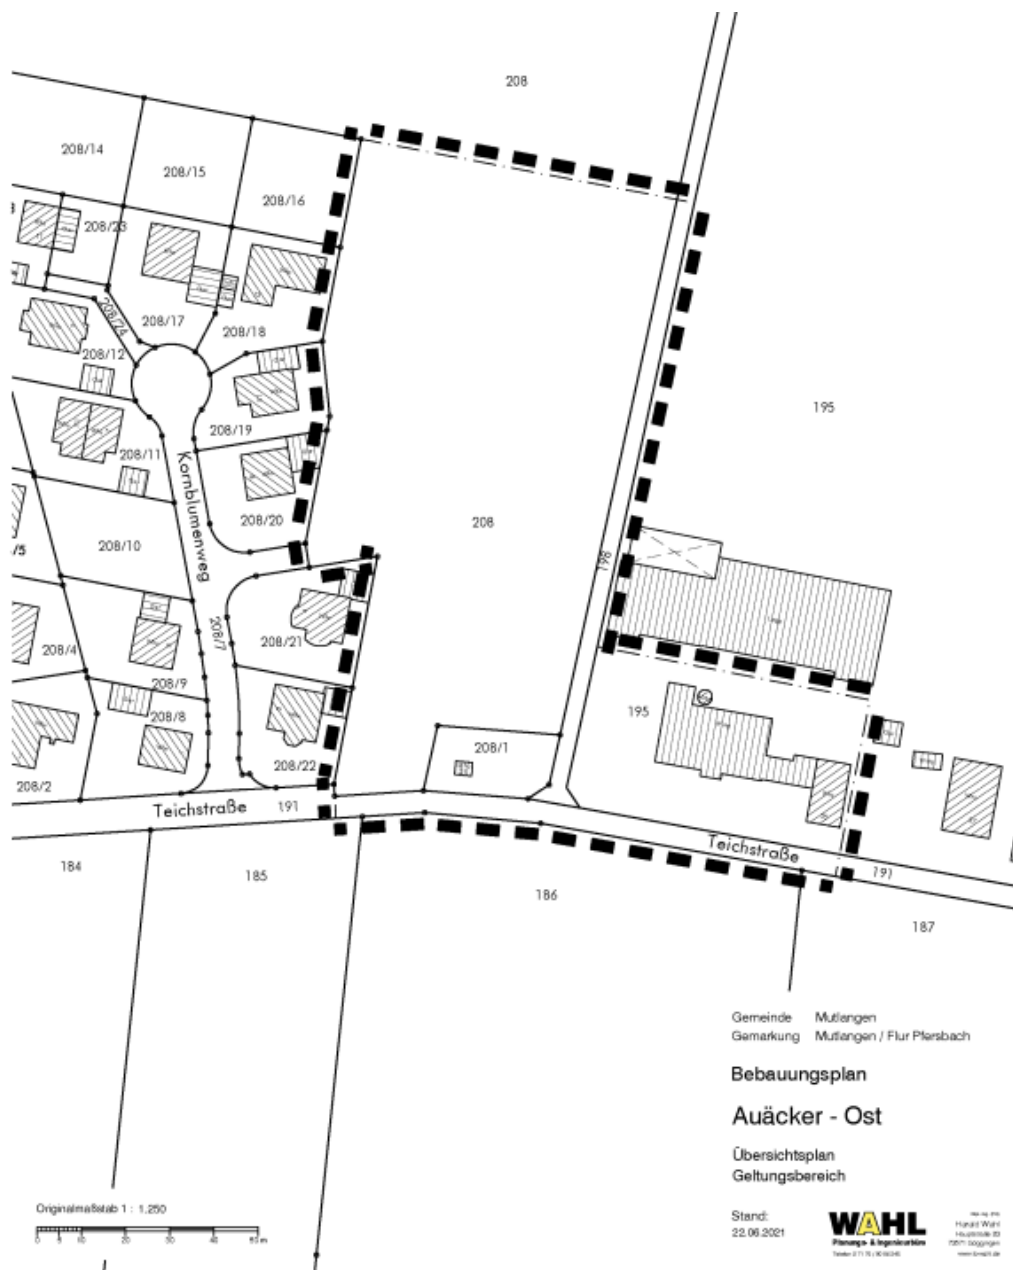 208
208/14
208/15
208/16
208/23
208/24
208/17
208/18
208/12
195
208/19
208/11
Kornblumenweg
208/20
208
208/10
198
208/7
208/21
208/4
208/9
195
208/8
208/1
208/22
208/2
Teichstraße
191
Teichstraße
184
185
191
186
187
Gemeinde Mutlangen
Gemarkung Mutlangen / Flur Pfersbach
Bebauungsplan
Auäcker - Ost
Übersichtsplan
Geltungsbereich
Originalmaßstab 1 : 1.250
0 5 10 20 30 40 50 m
Stand:
22.06.2021
WAHL
Planungs- & Ingenieurbüro
Harald Wahl